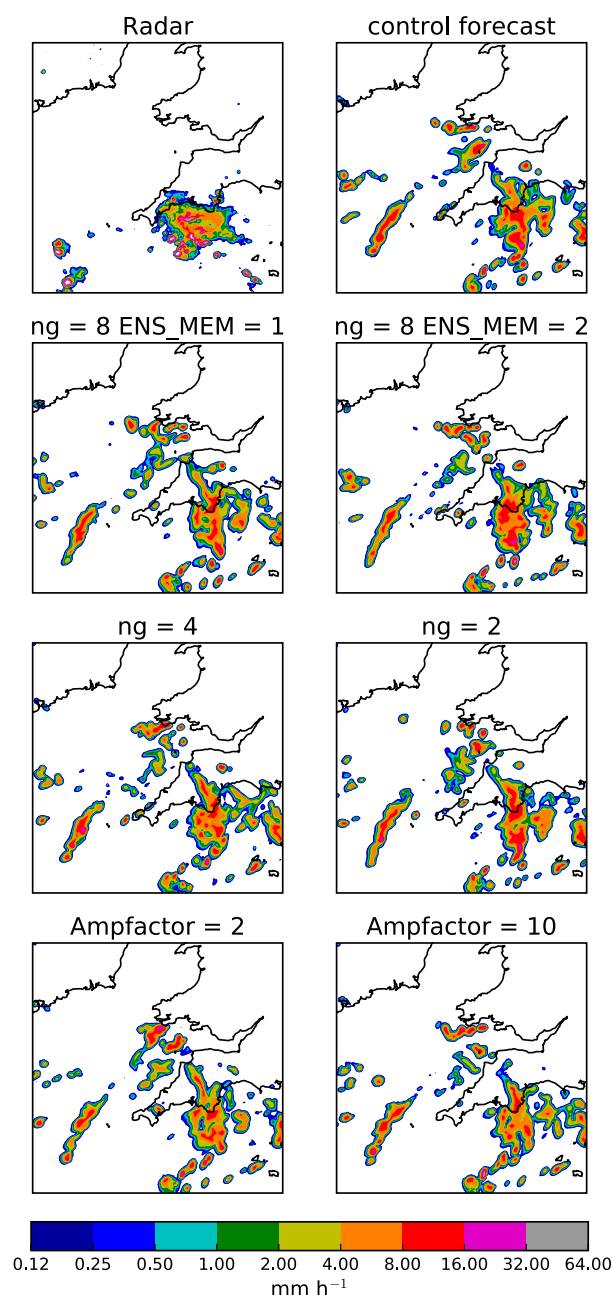 Radar
control forecast
ng = 8 ENS_MEM = 1
ng = 8 ENS_MEM = 2
ng = 4
ng = 2
Ampfactor = 2
Ampfactor = 10
0.12 0.25 0.50 1.00 2.00 4.00 8.00 16.00 32.00 64.00
mm h⁻¹